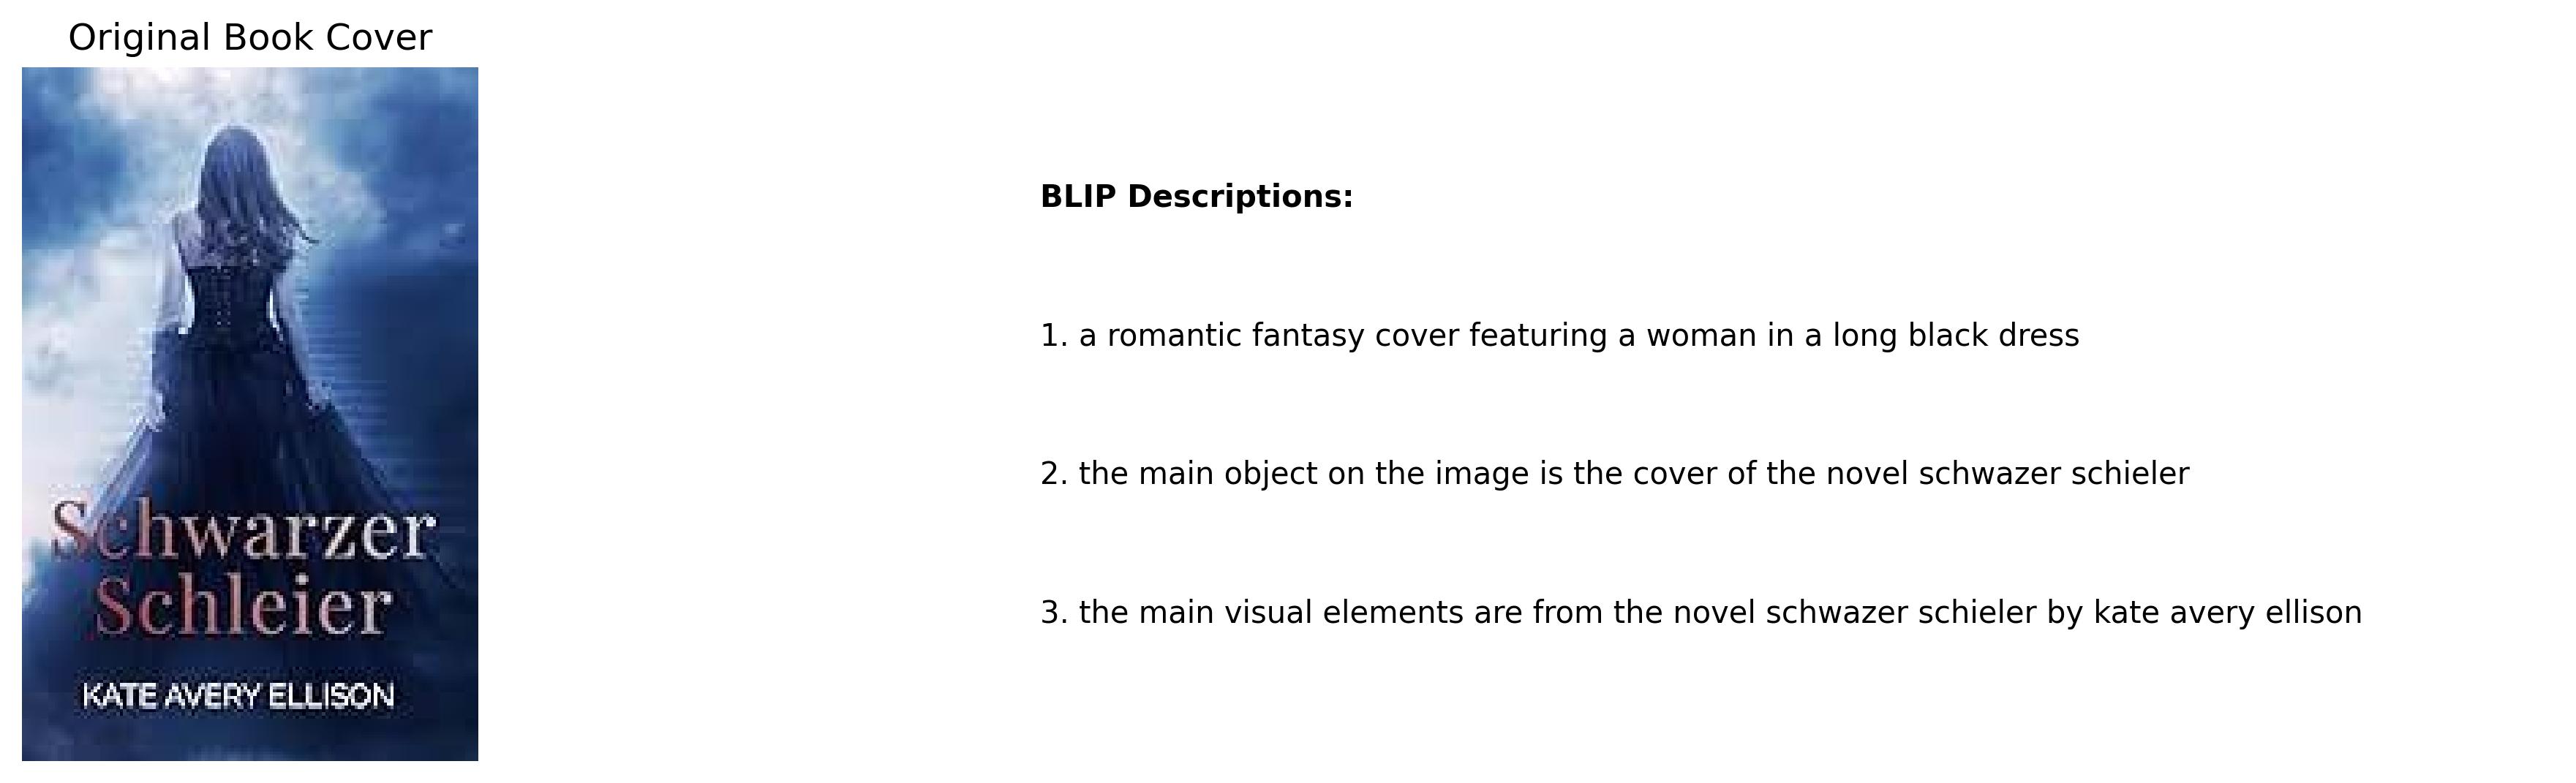 Original Book Cover
Schwarzer
Schleier
KATE AVERY ELLISON
BLIP Descriptions:
1. a romantic fantasy cover featuring a woman in a long black dress
2. the main object on the image is the cover of the novel schwazer schieler
3. the main visual elements are from the novel schwazer schieler by kate avery ellison